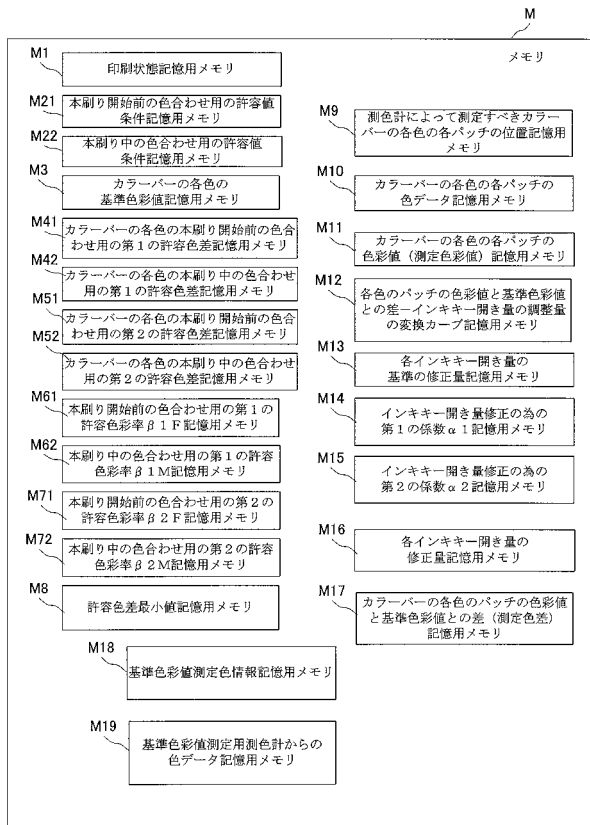 M
メモリ
M1
印刷状態記憶用メモリ
M21
本刷り開始前の色合わせ用の許容値
条件記憶用メモリ
M22
本刷り中の色合わせ用の許容値
条件記憶用メモリ
M3
カラーバーの各色の
基準色彩値記憶用メモリ
M41
カラーバーの各色の本刷り開始前の色合
わせ用の第1の許容色差記憶用メモリ
M42
カラーバーの各色の本刷り中の色合わせ
用の第1の許容色差記憶用メモリ
M51
カラーバーの各色の本刷り開始前の色合
わせ用の第2の許容色差記憶用メモリ
M52
カラーバーの各色の本刷り中の色合わせ
用の第2の許容色差記憶用メモリ
M61
本刷り開始前の色合わせ用の第1の
許容色彩率β1F記憶用メモリ
M62
本刷り中の色合わせ用の第1の許容
色彩率β1M記憶用メモリ
M71
本刷り開始前の色合わせ用の第2の
許容色彩率β2F記憶用メモリ
M72
本刷り中の色合わせ用の第2の許容
色彩率β2M記憶用メモリ
M8
許容色差最小値記憶用メモリ
M9
測色計によって測定すべきカラー
バーの各色の各パッチの位置記憶用
メモリ
M10
カラーバーの各色の各パッチの
色データ記憶用メモリ
M11
カラーバーの各色の各パッチの
色彩値（測定色彩値）記憶用メモリ
M12
各色のパッチの色彩値と基準色彩値
との差－インキキー開き量の調整量
の変換カーブ記憶用メモリ
M13
各インキキー開き量の
基準の修正量記憶用メモリ
M14
インキキー開き量修正の為の
第1の係数α1記憶用メモリ
M15
インキキー開き量修正の為の
第2の係数α2記憶用メモリ
M16
各インキキー開き量の
修正量記憶用メモリ
M17
カラーバーの各色のパッチの色彩値
と基準色彩値との差（測定色差）
記憶用メモリ
M18
基準色彩値測定色情報記憶用メモリ
M19
基準色彩値測定用測色計からの
色データ記憶用メモリ